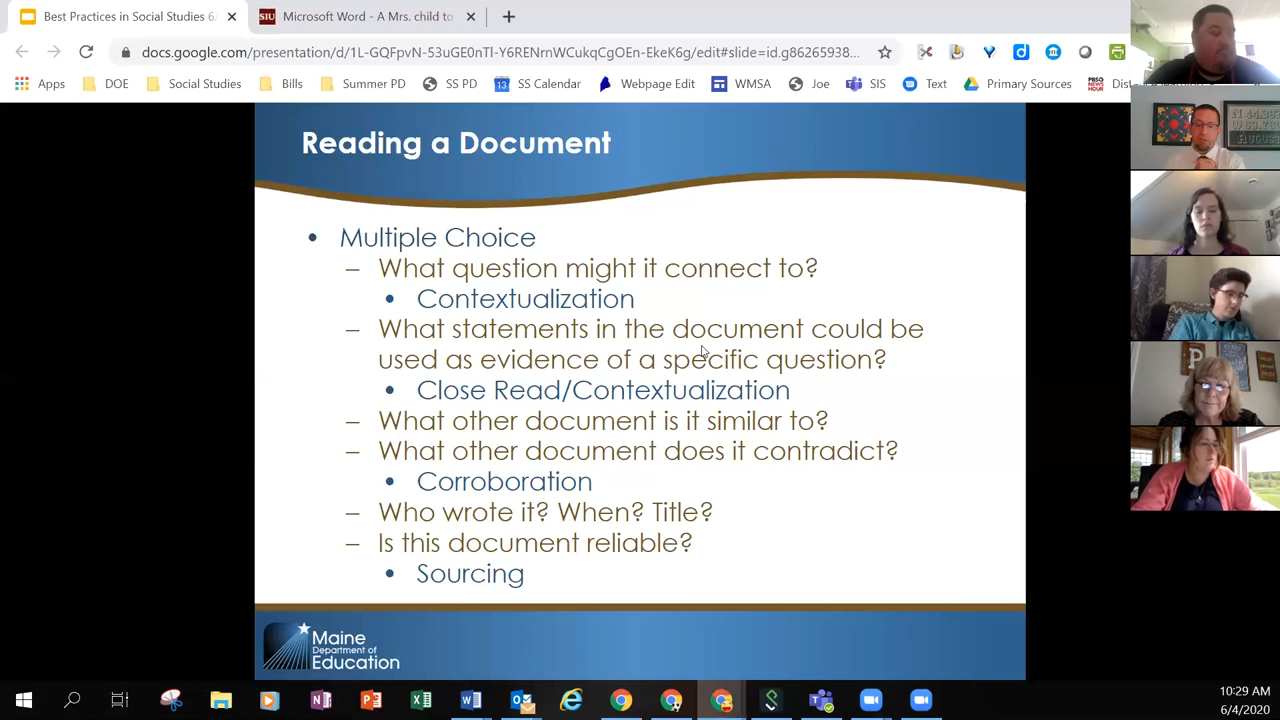 Best Practices in Social Studies 6/
SIU
Microsoft Word - A Mrs. child to
docs.google.com/presentation/d/1L-GQFpvN-53uGE0nTl-Y6RENrnWCukqCgOEn-EkeK6g/edit#slide=id.g86265938...
Apps DOE Social Studies Bills Summer PD SS PD SS Calendar Webpage Edit WMSA Joe SIS Text Primary Sources
Reading a Document
• Multiple Choice
– What question might it connect to?
• Contextualization
– What statements in the document could be
used as evidence of a specific question?
• Close Read/Contextualization
– What other document is it similar to?
– What other document does it contradict?
• Corroboration
– Who wrote it? When? Title?
– Is this document reliable?
• Sourcing
Maine
Department of
Education
10:29 AM
6/4/2020